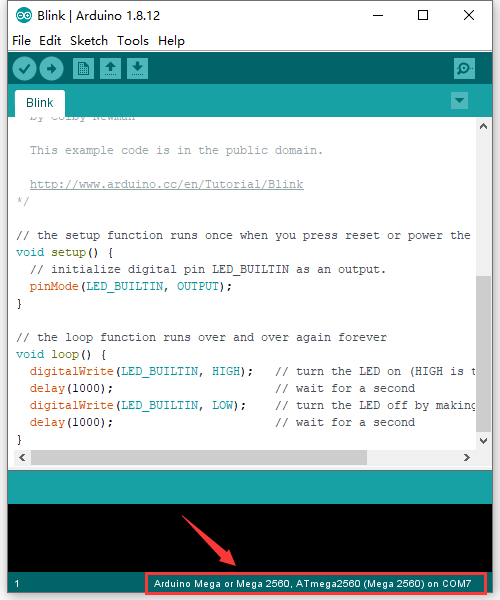 Blink | Arduino 1.8.12
File Edit Sketch Tools Help
Blink
by Colby Newman
This example code is in the public domain.
http://www.arduino.cc/en/Tutorial/Blink
*/
// the setup function runs once when you press reset or power the
void setup() {
// initialize digital pin LED_BUILTIN as an output.
pinMode(LED_BUILTIN, OUTPUT);
}
// the loop function runs over and over again forever
void loop() {
digitalWrite(LED_BUILTIN, HIGH); // turn the LED on (HIGH is t
delay(1000); // wait for a second
digitalWrite(LED_BUILTIN, LOW); // turn the LED off by making
delay(1000); // wait for a second
}
1 Arduino Mega or Mega 2560, ATmega2560 (Mega 2560) on COM7